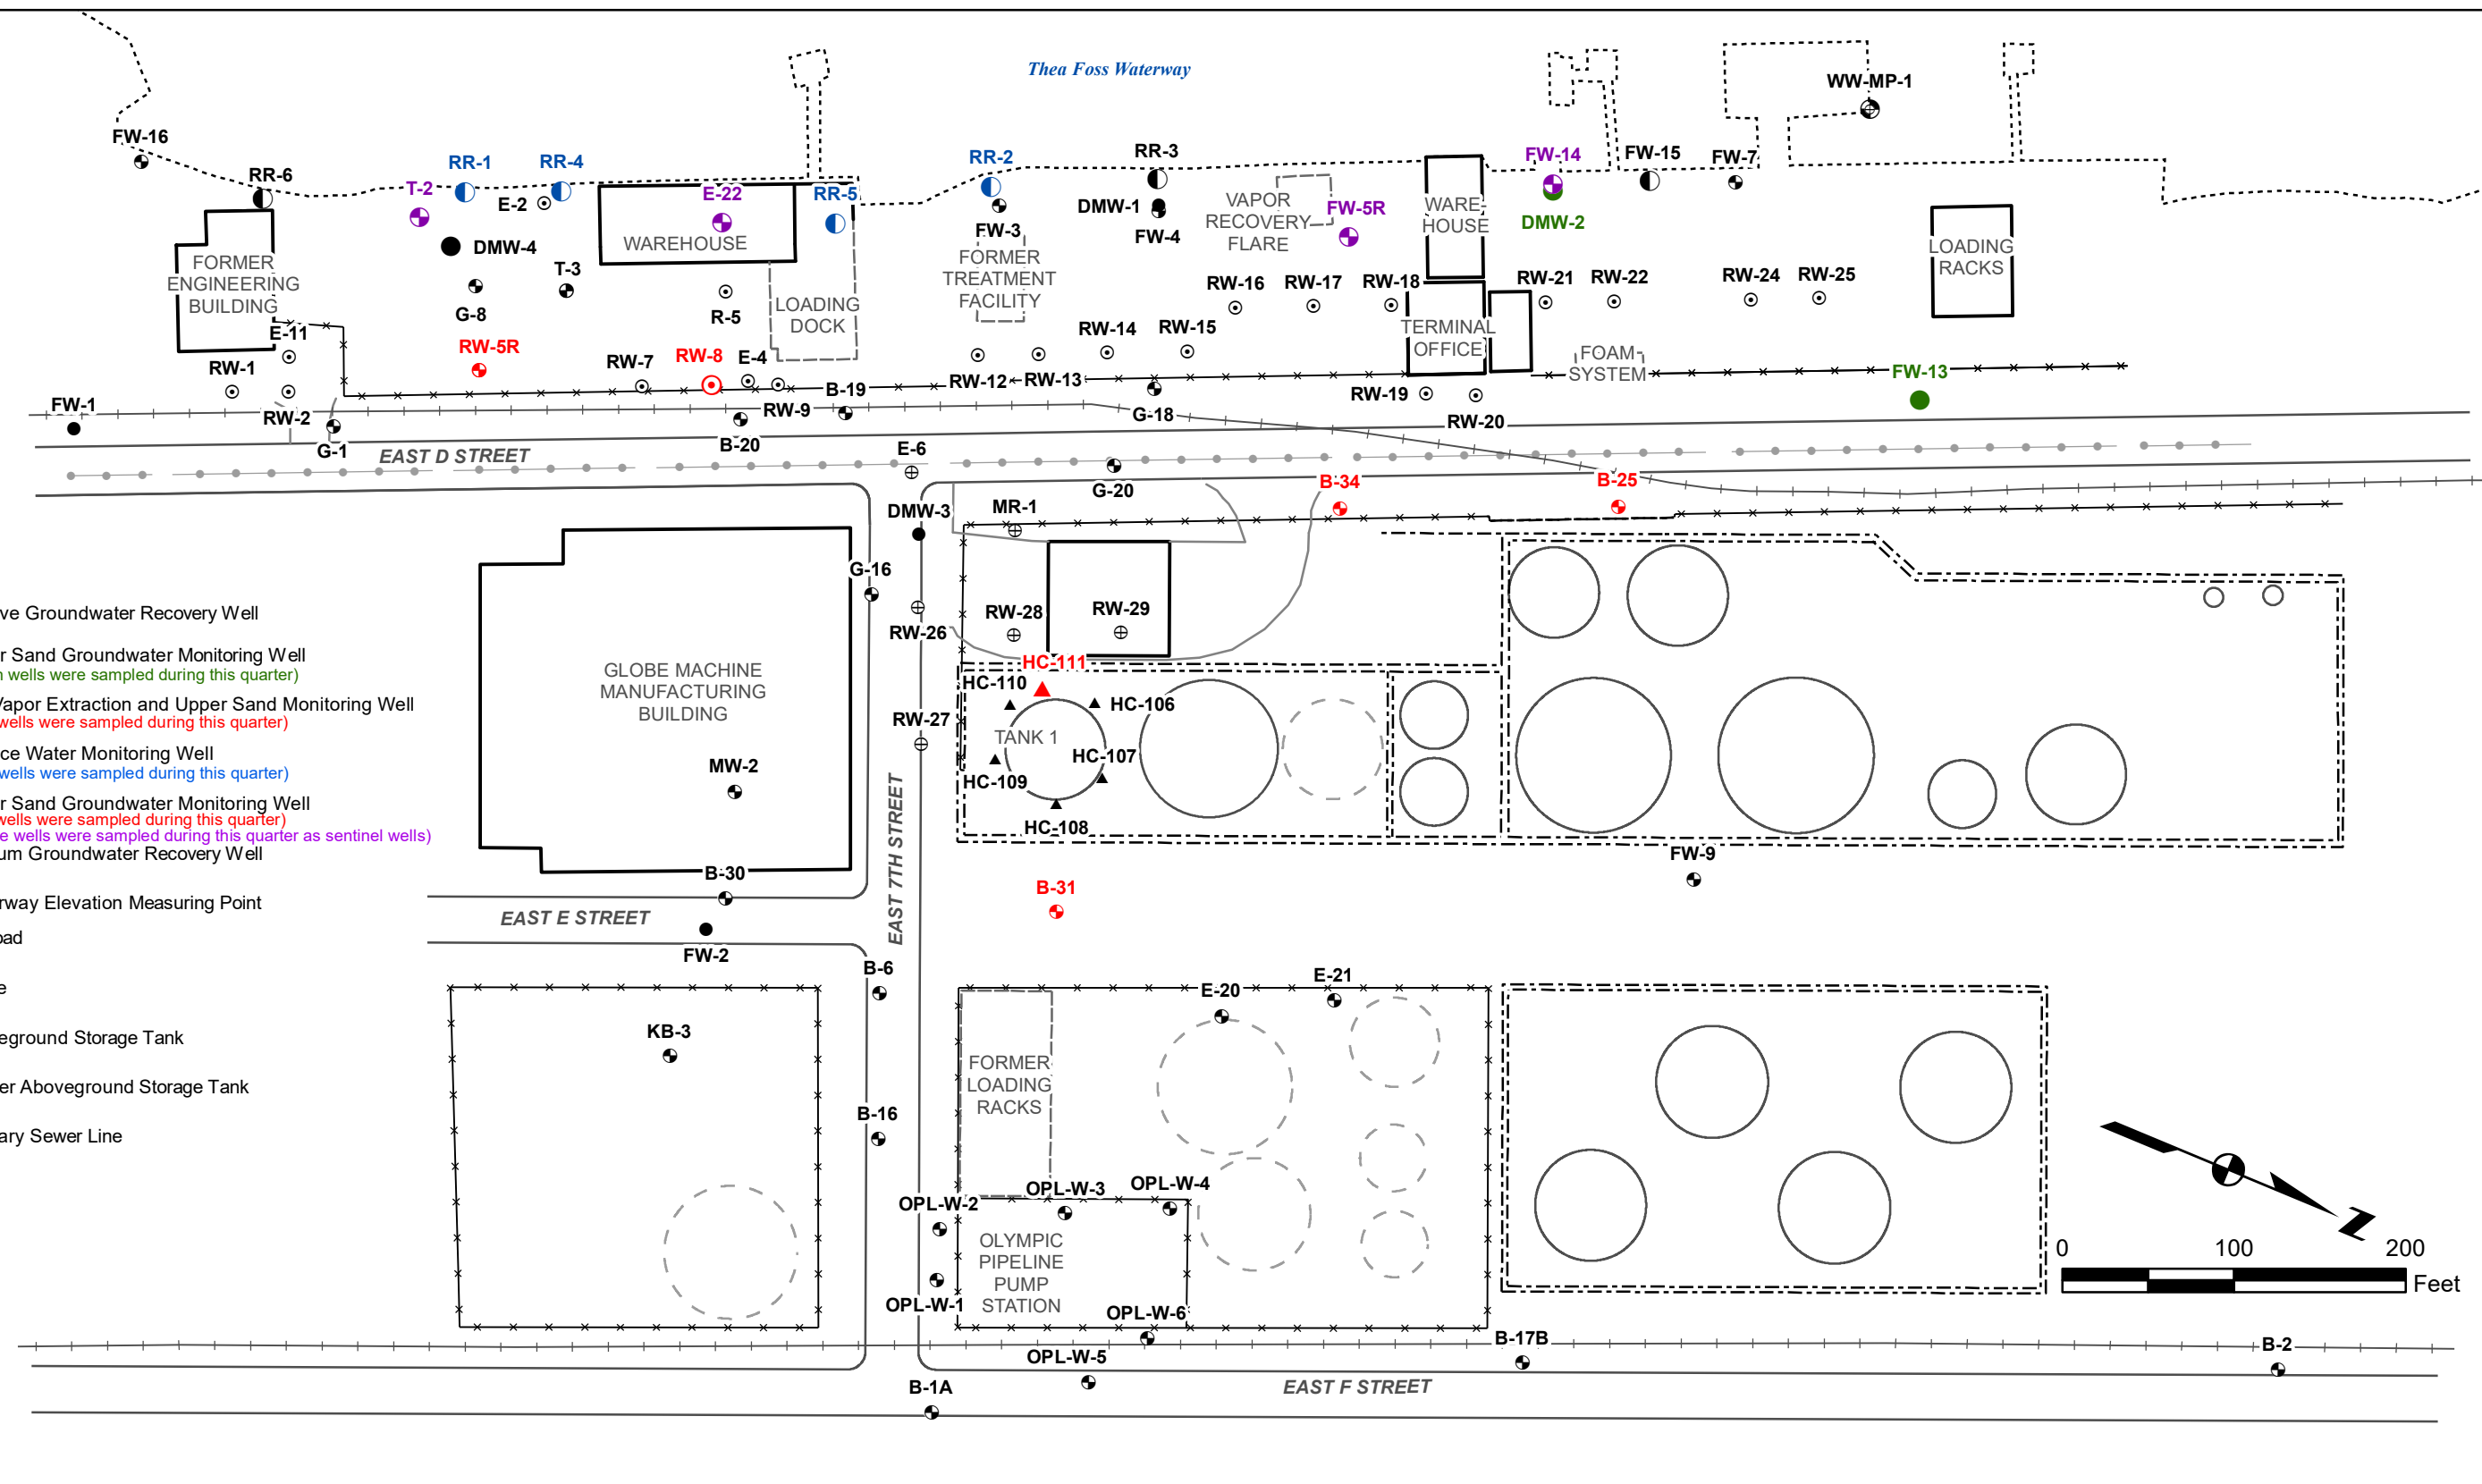 Thea Foss Waterway
WW-MP-1
FW-16
RR-6
T-2
RR-1
RR-4
E-2
E-22
RR-5
RR-2
RR-3
FW-14
FW-15
FW-7
DMW-4
WAREHOUSE
FW-3
DMW-1
FW-4
VAPOR
RECOVERY
FLARE
FW-5R
WARE-
HOUSE
DMW-2
LOADING
RACKS
FORMER
ENGINEERING
BUILDING
G-8
T-3
R-5
LOADING
DOCK
FORMER
TREATMENT
FACILITY
RW-16
RW-17
RW-18
RW-21
RW-22
RW-24
RW-25
E-11
RW-1
RW-5R
RW-7
RW-8
E-4
RW-14
RW-15
TERMINAL
OFFICE
FOAM
SYSTEM
FW-13
FW-1
RW-2
G-1
RW-9
B-19
B-20
RW-12
RW-13
G-18
RW-19
RW-20
EAST D STREET
E-6
G-20
B-34
B-25
DMW-3
MR-1
G-16
RW-26
RW-28
RW-29
ve Groundwater Recovery Well
r Sand Groundwater Monitoring Well
n wells were sampled during this quarter)
Vapor Extraction and Upper Sand Monitoring Well
wells were sampled during this quarter)
ce Water Monitoring Well
wells were sampled during this quarter)
r Sand Groundwater Monitoring Well
wells were sampled during this quarter)
e wells were sampled during this quarter as sentinel wells)
um Groundwater Recovery Well
rway Elevation Measuring Point
oad
e
eground Storage Tank
er Aboveground Storage Tank
ary Sewer Line
GLOBE MACHINE
MANUFACTURING
BUILDING
MW-2
HC-111
HC-110
HC-106
RW-27
TANK 1
HC-107
HC-109
HC-108
EAST 7TH STREET
B-30
EAST E STREET
FW-2
B-31
FW-9
B-6
KB-3
B-16
E-20
E-21
FORMER
LOADING
RACKS
OPL-W-2
OPL-W-3
OPL-W-4
OLYMPIC
PIPELINE
PUMP
STATION
OPL-W-1
OPL-W-6
OPL-W-5
B-1A
EAST F STREET
B-17B
B-2
Z
0 100 200
Feet